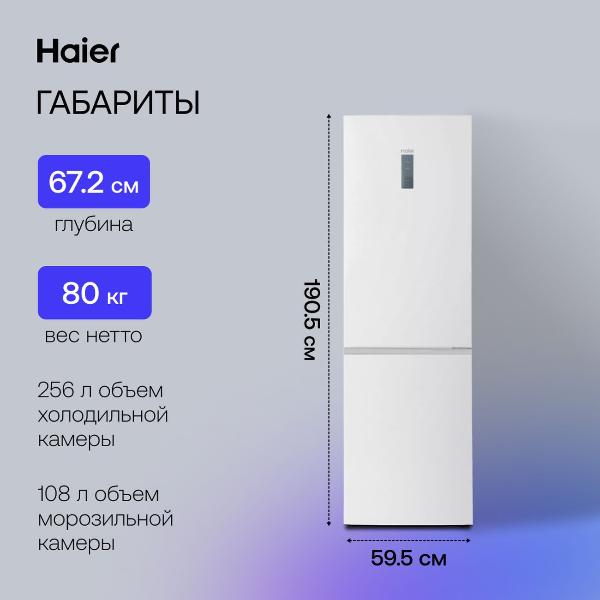 Haier
ГАБАРИТЫ
67.2 см
глубина
80 кг
вес нетто
256 л объем
холодильной
камеры
108 л объем
морозильной
камеры
Haier
190.5 см
59.5 см